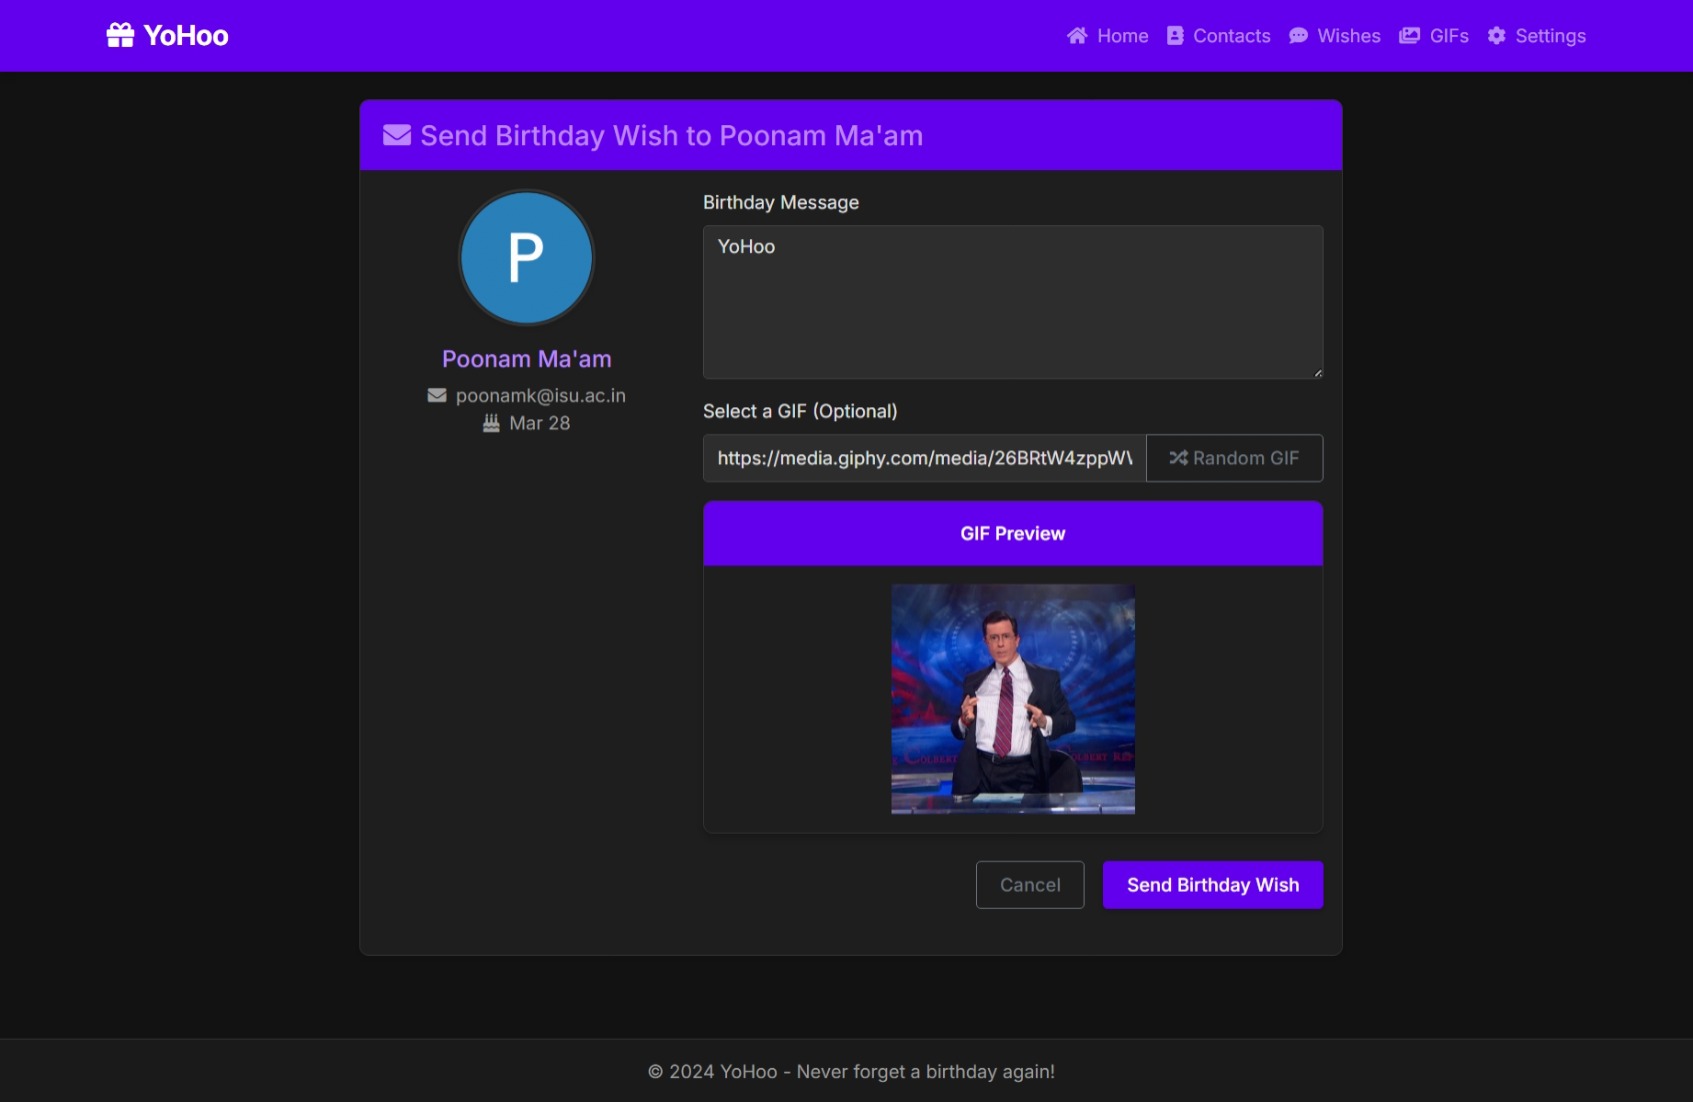 YoHoo
Home Contacts Wishes GIFs Settings
Send Birthday Wish to Poonam Ma'am
P
Poonam Ma'am
poonamk@isu.ac.in
Mar 28
Birthday Message
YoHoo
Select a GIF (Optional)
https://media.giphy.com/media/26BRtW4zppW
Random GIF
GIF Preview
COLBERT
COLBERT
Cancel
Send Birthday Wish
© 2024 YoHoo - Never forget a birthday again!